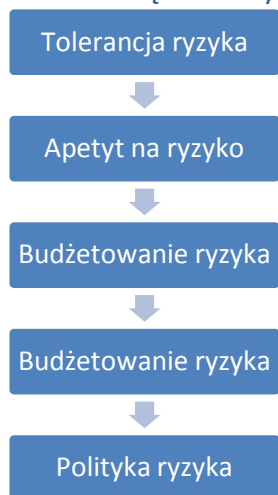 Tolerancja ryzyka
Apetyt na ryzyko
Budżetowanie ryzyka
Budżetowanie ryzyka
Polityka ryzyka